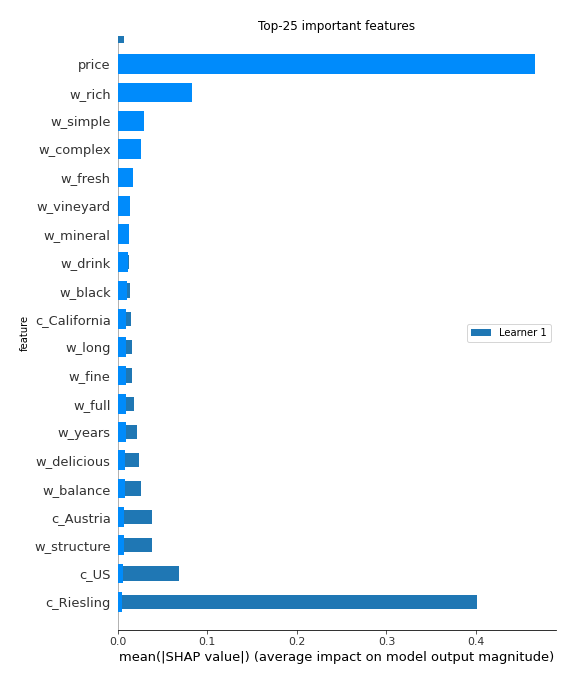 Top-25 important features
price
w_rich
w_simple
w_complex
w_fresh
w_vineyard
w_mineral
w_drink
w_black
c_California
w_long
w_fine
w_full
w_years
w_delicious
w_balance
c_Austria
w_structure
c_US
c_Riesling
feature
Learner 1
0.0 0.1 0.2 0.3 0.4
mean(|SHAP value|) (average impact on model output magnitude)